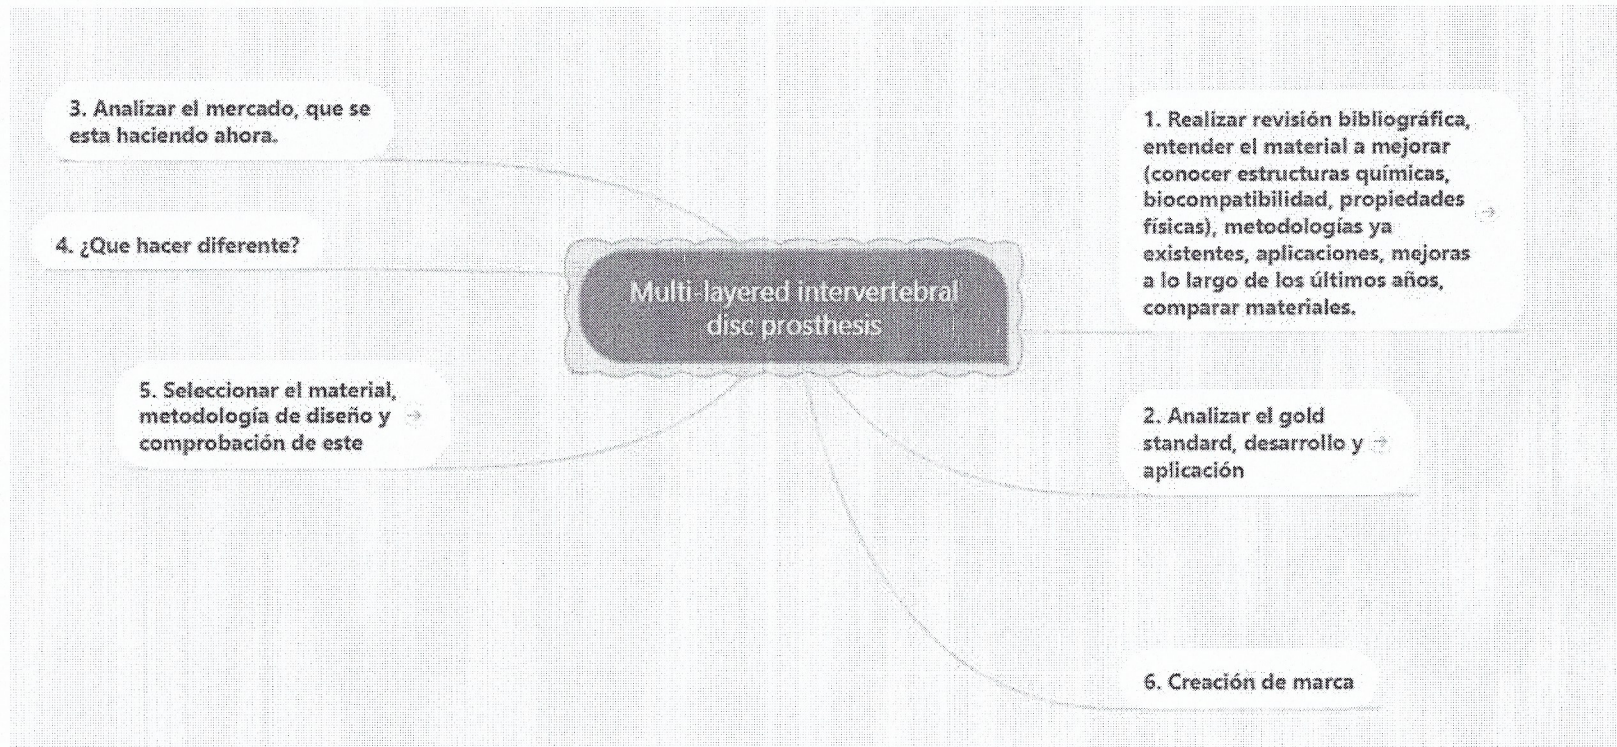 Multi-layered intervertebral
disc prosthesis
1. Realizar revisión bibliográfica,
entender el material a mejorar
(conocer estructuras químicas,
biocompatibilidad, propiedades
físicas), metodologías ya
existentes, aplicaciones, mejoras
a lo largo de los últimos años,
comparar materiales.
2. Analizar el gold
standard, desarrollo y
aplicación
3. Analizar el mercado, que se
esta haciendo ahora.
4. ¿Que hacer diferente?
5. Seleccionar el material,
metodología de diseño y
comprobación de este
6. Creación de marca